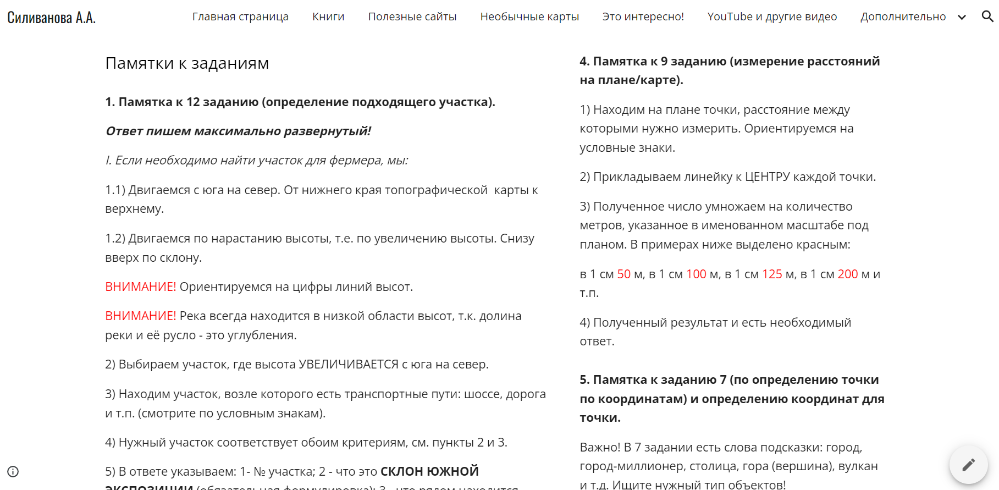 Силиванова А.А.
Главная страница
Книги
Полезные сайты
Необычные карты
Это интересно!
YouTube и другие видео
Дополнительно
Памятки к заданиям
1. Памятка к 12 заданию (определение подходящего участка).
Ответ пишем максимально развернутый!
I. Если необходимо найти участок для фермера, мы:
1.1) Двигаемся с юга на север. От нижнего края топографической  карты к
верхнему.
1.2) Двигаемся по нарастанию высоты, т.е. по увеличению высоты. Снизу
вверх по склону.
ВНИМАНИЕ! Ориентируемся на цифры линий высот.
ВНИМАНИЕ! Река всегда находится в низкой области высот, т.к. долина
реки и её русло - это углубления.
2) Выбираем участок, где высота УВЕЛИЧИВАЕТСЯ с юга на север.
3) Находим участок, возле которого есть транспортные пути: шоссе, дорога
и т.п. (смотрите по условным знакам).
4) Нужный участок соответствует обоим критериям, см. пункты 2 и 3.
5) В ответе указываем: 1- № участка; 2 - что это СКЛОН ЮЖНОЙ
ЭКСПОЗИЦИИ (обязательная формулировка); 3 - что рядом находится
4. Памятка к 9 заданию (измерение расстояний
на плане/карте).
1) Находим на плане точки, расстояние между
которыми нужно измерить. Ориентируемся на
условные знаки.
2) Прикладываем линейку к ЦЕНТРУ каждой точки.
3) Полученное число умножаем на количество
метров, указанное в именованном масштабе под
планом. В примерах ниже выделено красным:
в 1 см 50 м, в 1 см 100 м, в 1 см 125 м, в 1 см 200 м и
т.п.
4) Полученный результат и есть необходимый
ответ.
5. Памятка к заданию 7 (по определению точки
по координатам) и определению координат для
точки.
Важно! В 7 задании есть слова подсказки: город,
город-миллионер, столица, гора (вершина), вулкан
и т.д. Ищите нужный тип объектов!